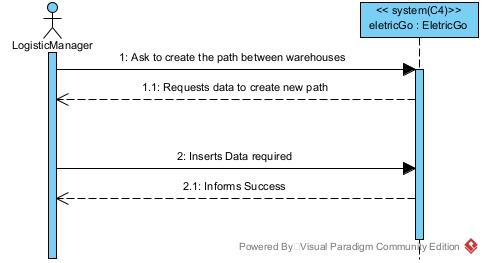 << system(C4)>>
eletricGo : EletricGo
LogisticManager
1: Ask to create the path between warehouses
1.1: Requests data to create new path
2: Inserts Data required
2.1: Informs Success
Powered By Visual Paradigm Community Edition